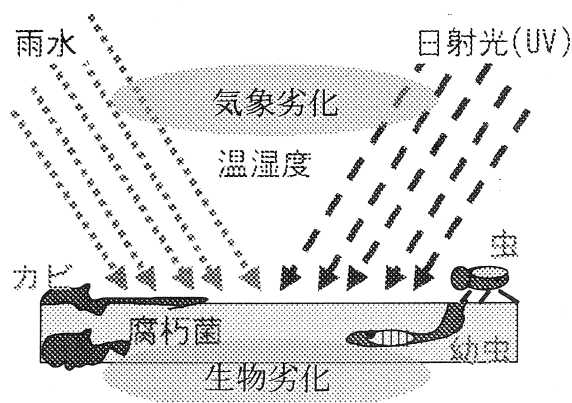 雨水
日射光(UV)
気象劣化
温湿度
虫
カビ
腐朽菌
幼虫
生物劣化